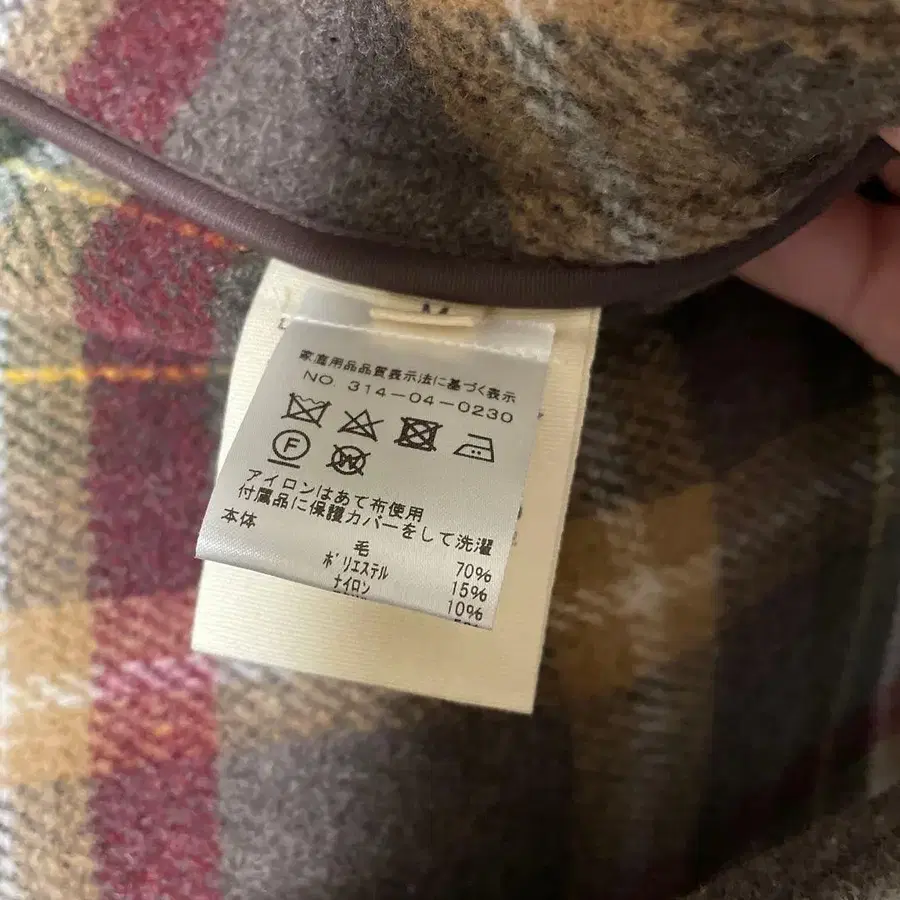 M
家庭用品品質表示法に基づく表示
NO. 314-04-0230
F
W
アイロンはあて布使用
付属品に保護カバーをして洗濯
本体
毛 70%
ポリエステル 15%
ナイロン 10%